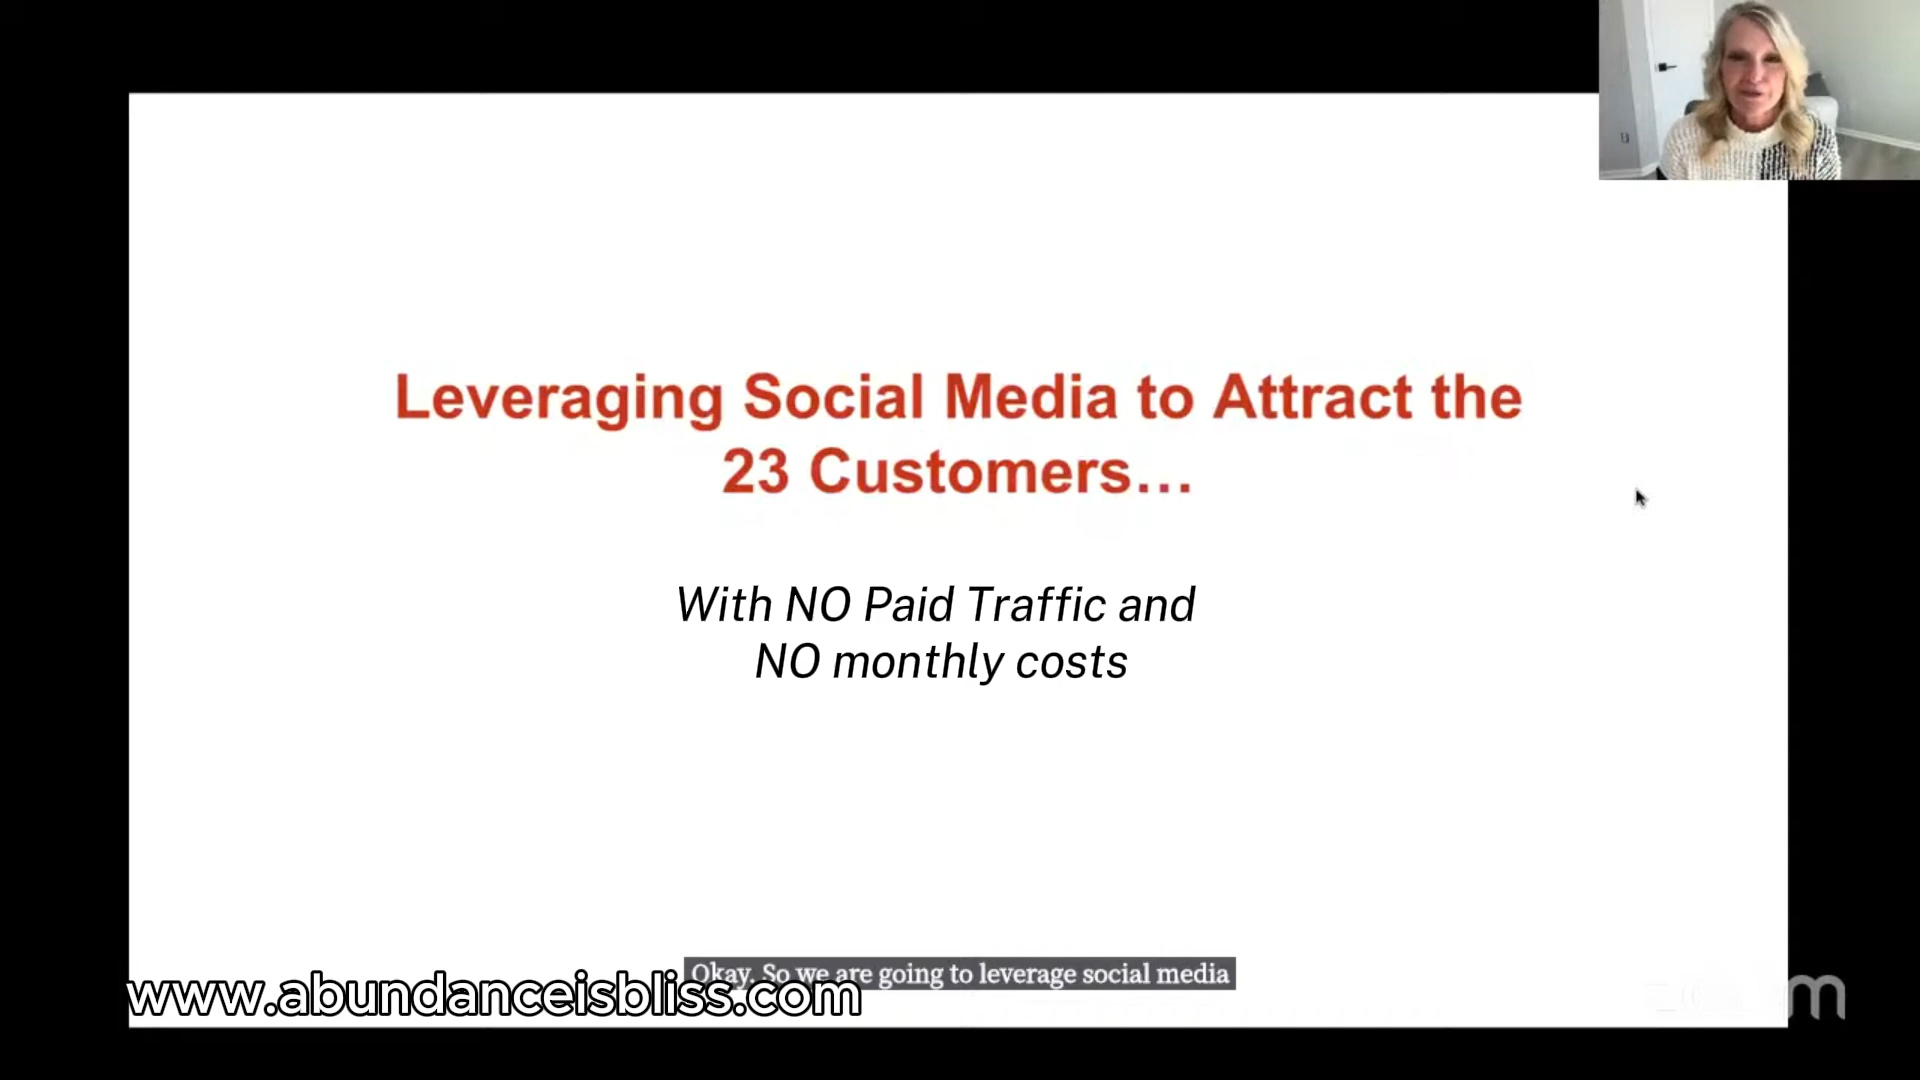 Leveraging Social Media to Attract the
23 Customers...
With NO Paid Traffic and
NO monthly costs
Okay. So we are going to leverage social media
www.abundanceisbliss.com